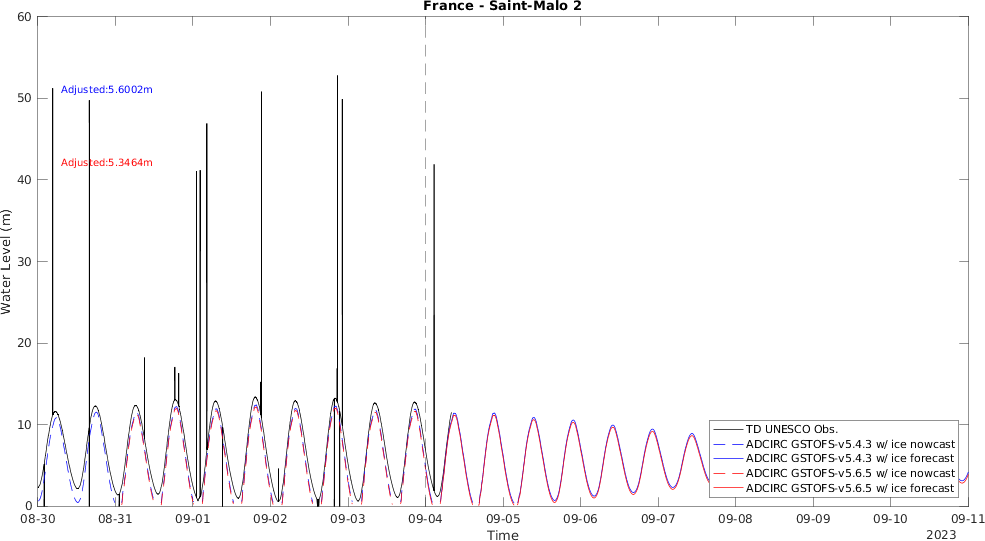 France - Saint-Malo 2
60
50
40
30
20
10
0
Water Level (m)
Adjusted:5.6002m
Adjusted:5.3464m
TD UNESCO Obs.
ADCIRC GSTOFS-v5.4.3 w/ ice nowcast
ADCIRC GSTOFS-v5.4.3 w/ ice forecast
ADCIRC GSTOFS-v5.6.5 w/ ice nowcast
ADCIRC GSTOFS-v5.6.5 w/ ice forecast
08-30 08-31 09-01 09-02 09-03 09-04 09-05 09-06 09-07 09-08 09-09 09-10 09-11
Time
2023